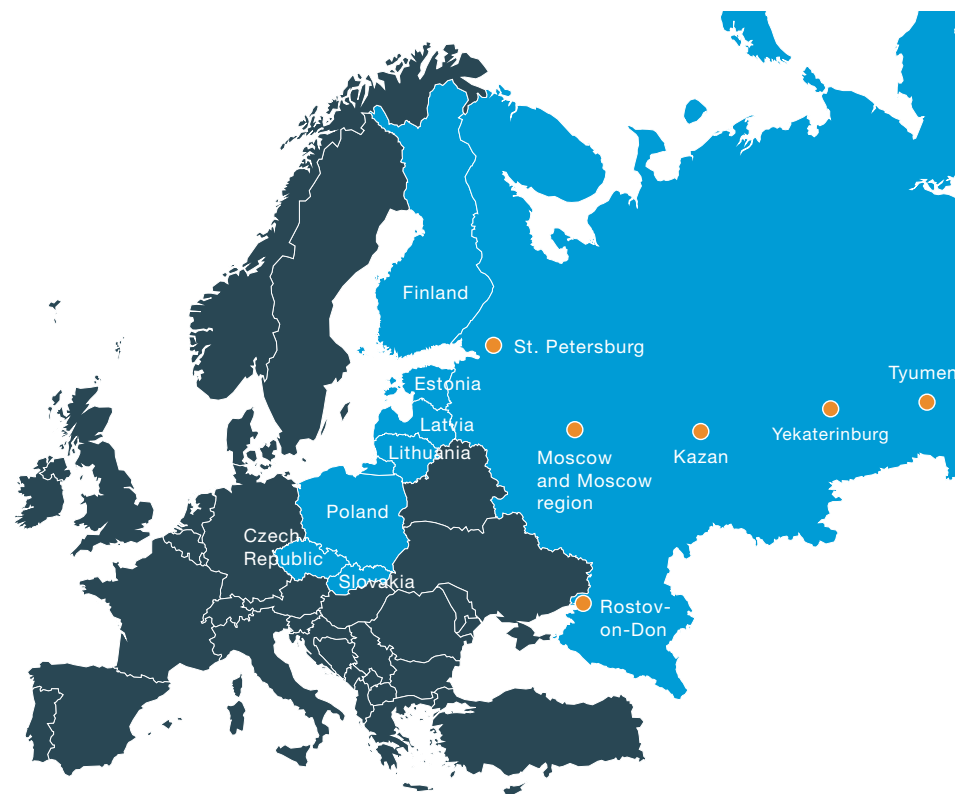 Finland
St. Petersburg
Tyumen
Estonia
Latvia
Yekaterinburg
Lithuania
Kazan
Moscow
and Moscow
region
Poland
Czech
Republic
Slovakia
Rostov-
on-Don